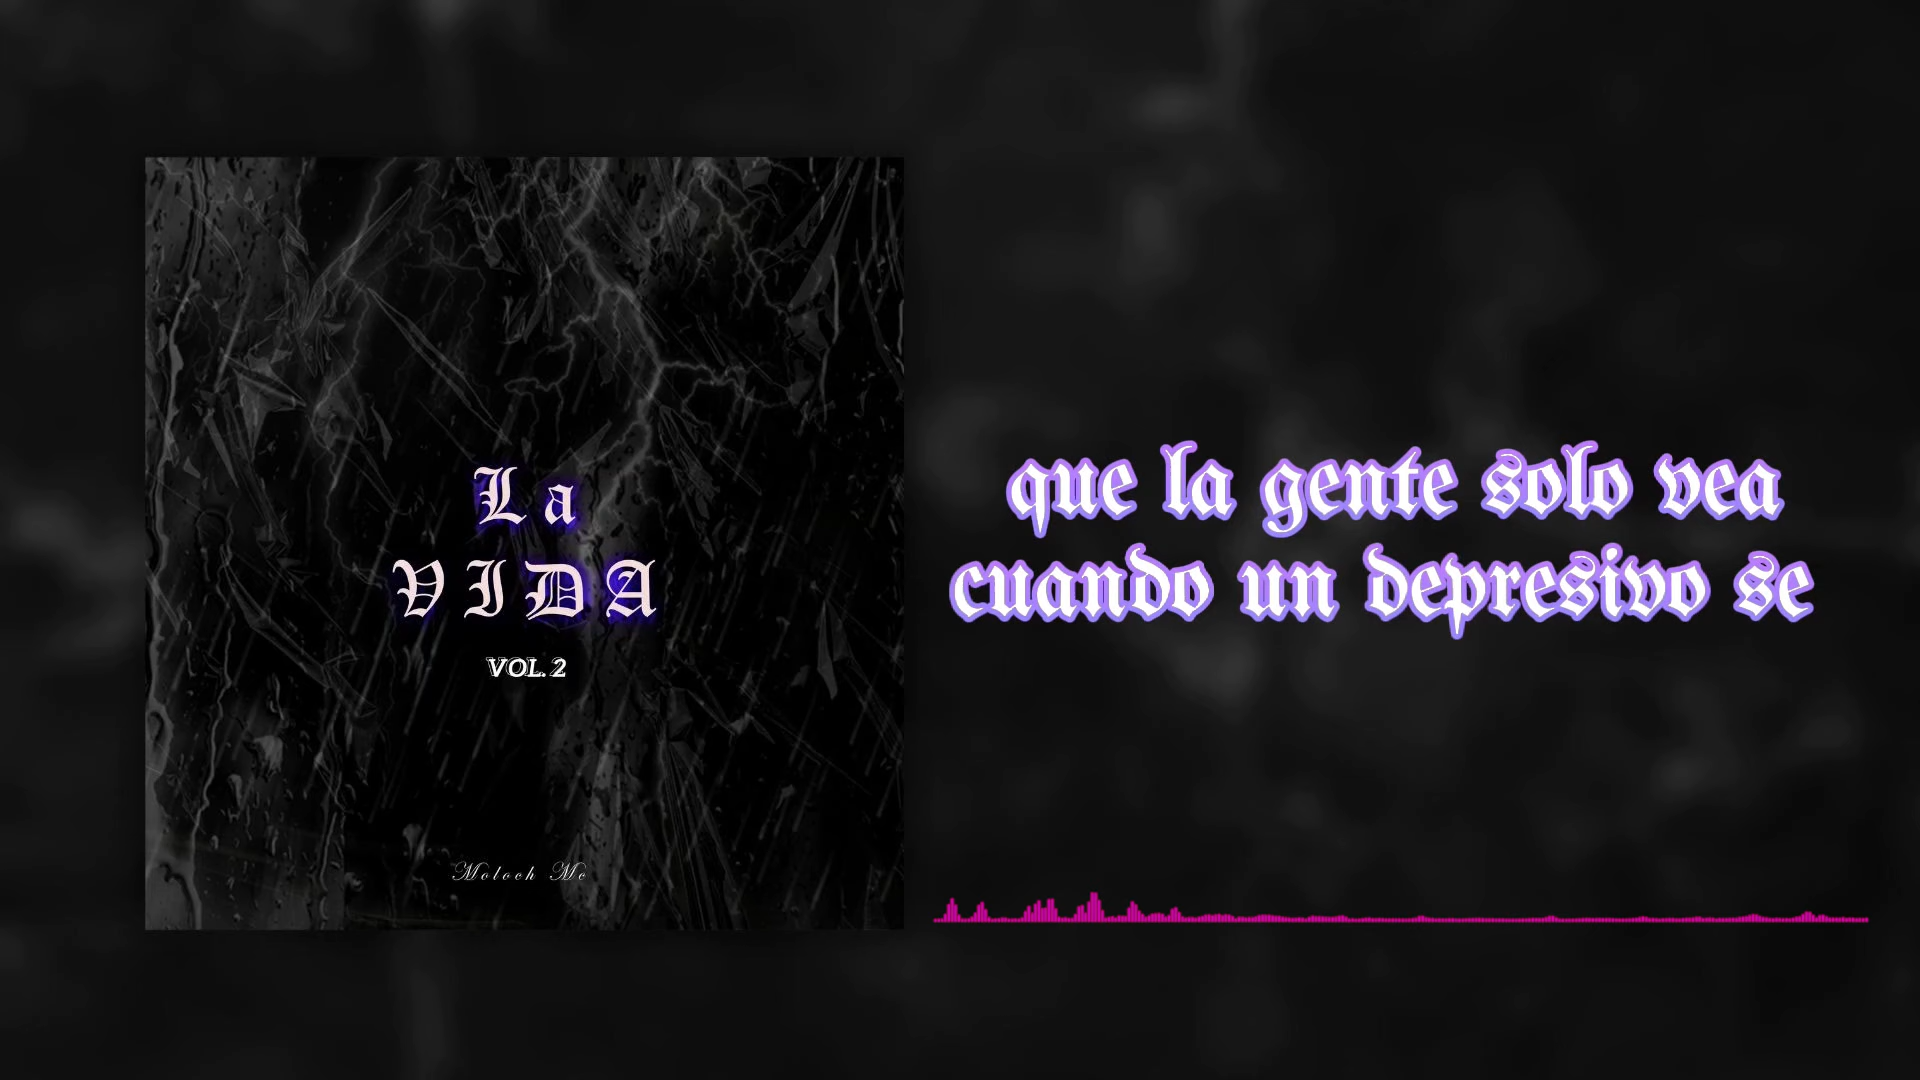 La
VIDA
VOL. 2
Moloch Mc
que la gente solo vea
cuando un depresivo se